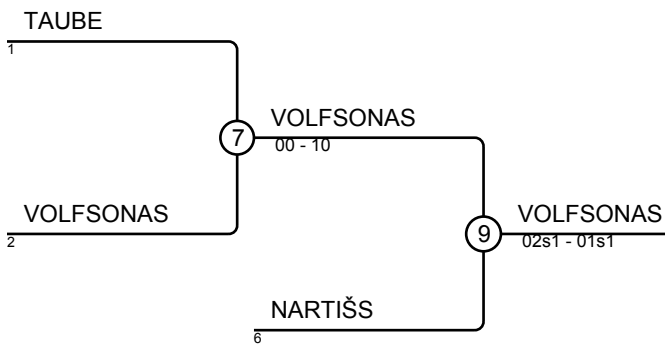 TAUBE
1
7
VOLFSONAS
00 - 10
VOLFSONAS
2
9
VOLFSONAS
02s1 - 01s1
NARTIŠS
6